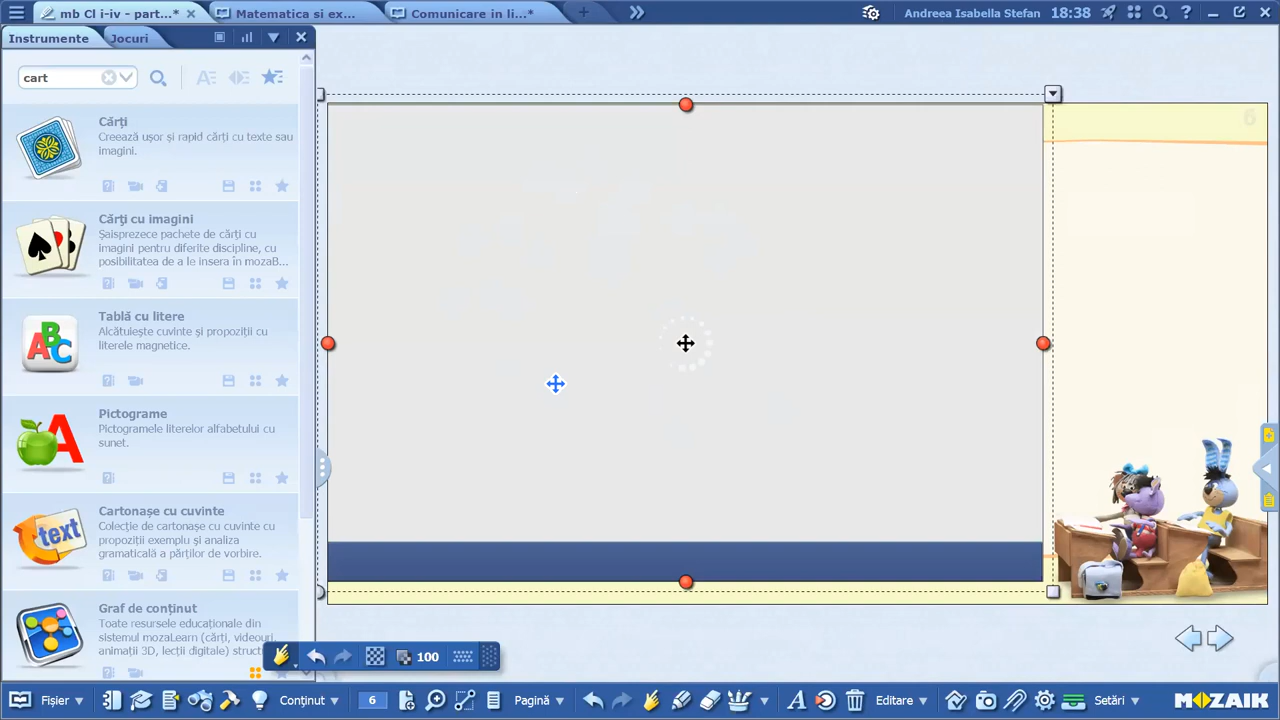 mb Cl i-iv - part...*
Matematica si ex...
Comunicare in li...*
Andreea Isabella Stefan
18:38
Instrumente
Jocuri
cart
Cărți
Creează ușor și rapid cărți cu texte sau
imagini.
Cărți cu imagini
Șaisprezece pachete de cărți cu
imagini pentru diferite discipline, cu
posibilitatea de a le insera în mozaB...
Tablă cu litere
Alcătuiește cuvinte și propoziții cu
literele magnetice.
Pictograme
Pictogramele literelor alfabetului cu
sunet.
Cartonașe cu cuvinte
Colecție de cartonașe cu cuvinte cu
propoziții exemplu și analiza
gramaticală a părților de vorbire.
Graf de conținut
Toate resursele educaționale din
sistemul mozaLearn (cărți, videouri,
animații 3D, lecții digitale) struct...
ABC
A
text
6
100
Fișier
Conținut
6
Pagină
Editare
Setări
MOZAIK